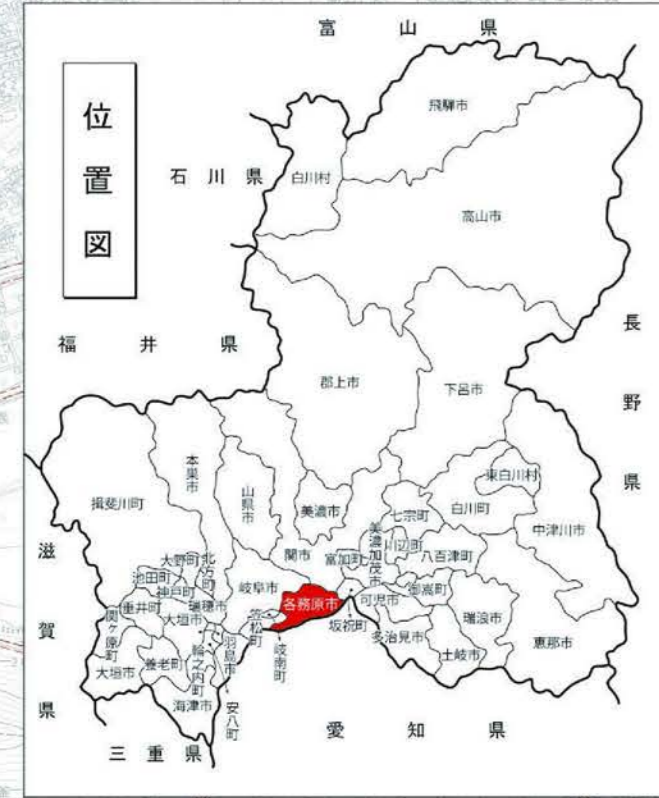 位置図
富山県
石川県
福井県
長野県
滋賀県
三重県
愛知県
飛騨市
白川村
高山市
郡上市
下呂市
本巣市
山県市
揖斐川町
美濃市
東白川村
白川町
中津川市
七宗町
美濃加茂市
川辺町
八百津町
関市
富加町
大野町
北方町
池田町
神戸町
岐阜市
各務原市
御嵩町
可児市
瑞浪市
垂井町
瑞穂市
大垣市
笠松町
坂祝町
恵那市
関ヶ原町
多治見市
土岐市
羽島市
岐南町
大垣市
養老町
輪之内町
安八町
海津市